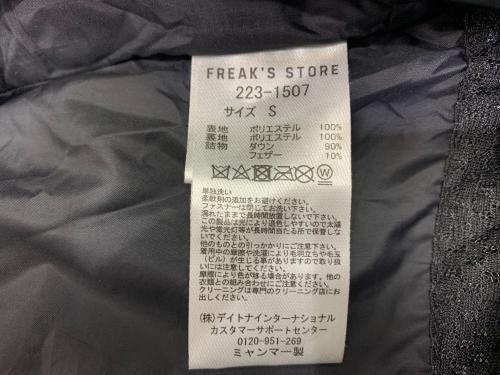 FREAK'S STORE
223-1507
サイズ S
表地 ポリエステル 100%
裏地 ポリエステル 100%
詰物 ダウン 90%
フェザー 10%
単独洗い
柔軟剤の添加をお避けください。
ファスナーは閉じてお洗い下さい。
濡れたままで長時間放置しないで下さい。
この製品は光により退色しやすいので太陽
光や蛍光灯等が長時間当たる所で保管しな
いでください。
他のものとの引っかかりにご注意下さい。
着用中の摩擦や洗濯により毛羽立ちや毛玉
(ピル)が生じる事がありますので取り扱
いには注意してください。
摩擦により色が移る場合があります。他の
衣類との組み合わせにご注意ください。
クリーニングは専門のクリーニング店にお
出しください。
(株)デイトナインターナショナル
カスタマーサポートセンター
0120-951-269
ミャンマー製